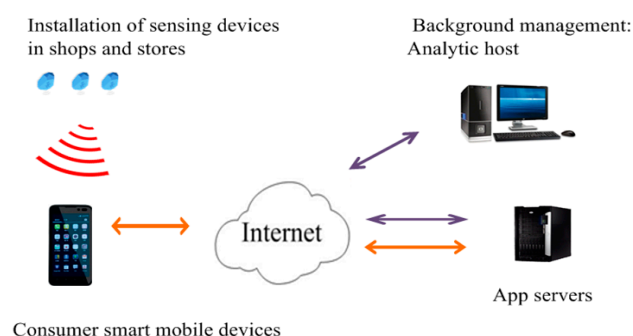 Installation of sensing devices
in shops and stores
Background management:
Analytic host
Internet
App servers
Consumer smart mobile devices